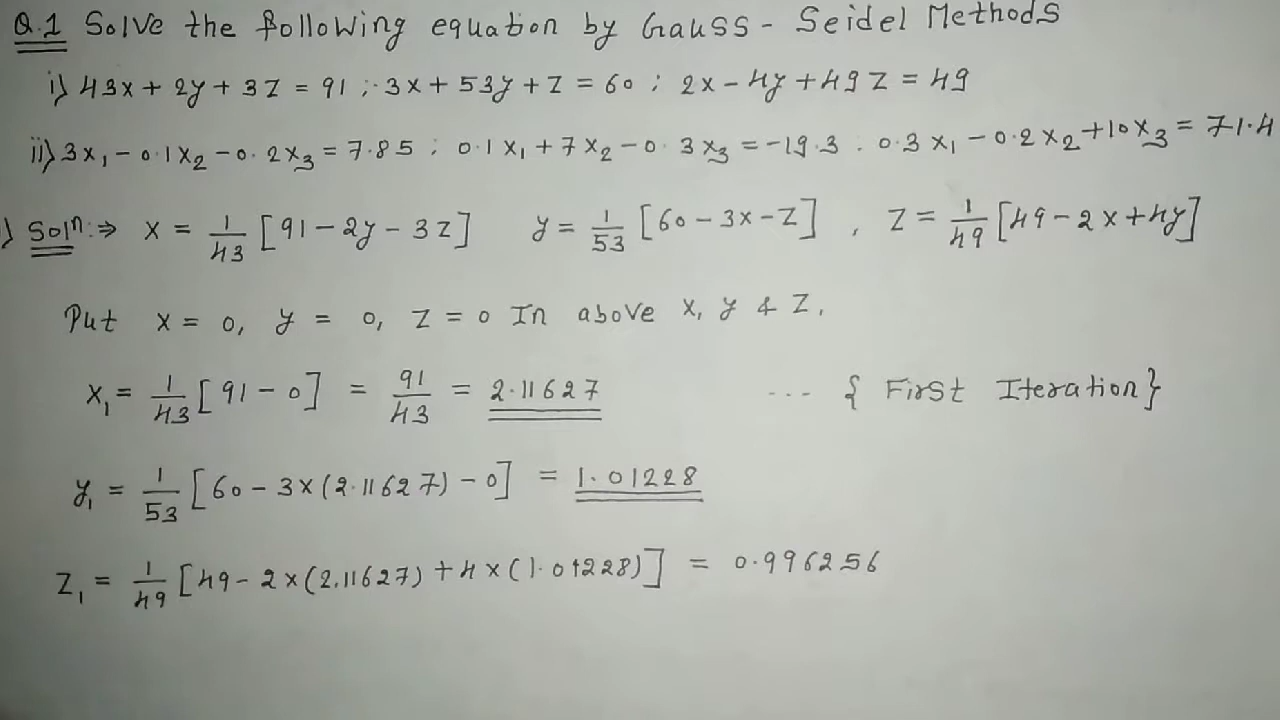 Q.1 Solve the following equation by Gauss - Seidel Methods
i) 43x + 2y + 3z = 91 ; 3x + 53y + z = 60 ; 2x - 4y + 49z = 49
ii) 3x₁ - 0.1x₂ - 0.2x₃ = 7.85 ; 0.1x₁ + 7x₂ - 0.3x₃ = -19.3 . 0.3x₁ - 0.2x₂ + 10x₃ = 71.4
) Solⁿ :⇒ x = 1/43 [91 - 2y - 3z] y = 1/53 [60 - 3x - z] , z = 1/49 [49 - 2x + 4y]
Put x = 0, y = 0, z = 0 In above x, y & z.
x₁ = 1/43 [91 - 0] = 91/43 = 2.11627 ... { First Iteration }
y₁ = 1/53 [60 - 3×(2.11627) - 0] = 1.01228
z₁ = 1/49 [49 - 2×(2.11627) + 4×(1.01228)] = 0.996256